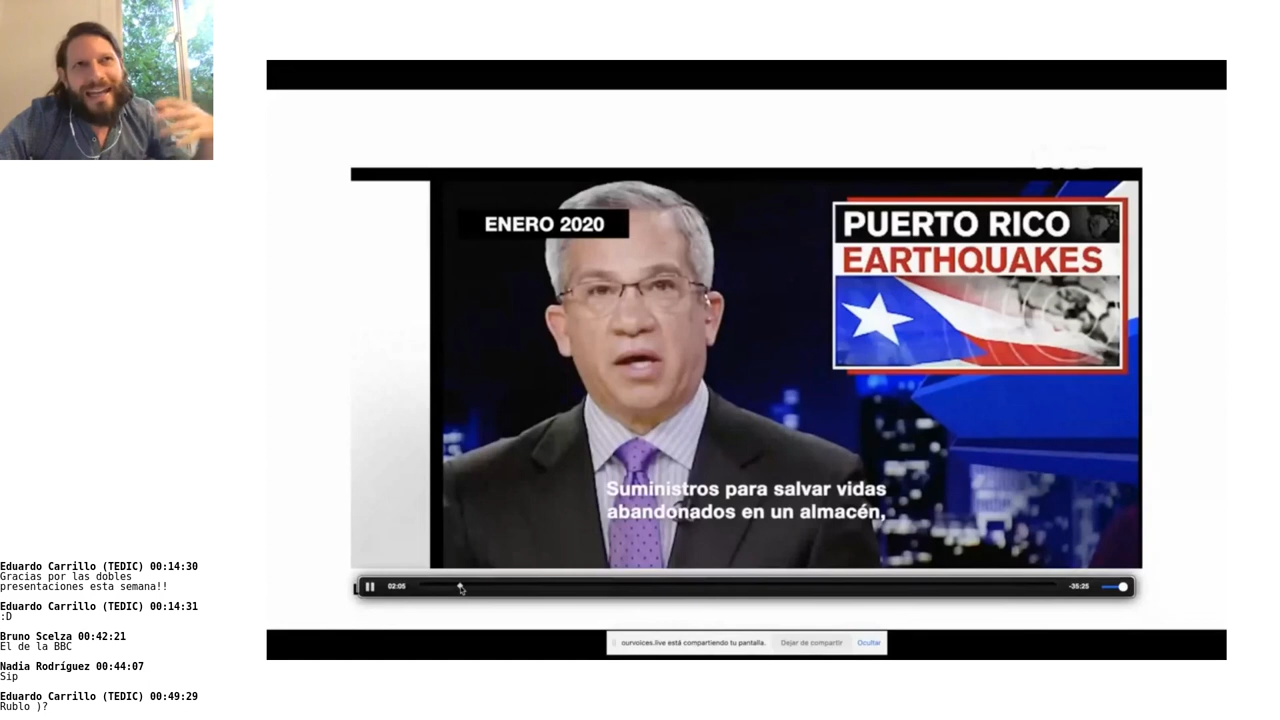 ENERO 2020
PUERTO RICO
EARTHQUAKES
Suministros para salvar vidas
abandonados en un almacén,
02:05
-35:25
ourvoices.live está compartiendo tu pantalla.
Dejar de compartir
Ocultar
Eduardo Carrillo (TEDIC) 00:14:30
Gracias por las dobles
presentaciones esta semana!!
Eduardo Carrillo (TEDIC) 00:14:31
:D
Bruno Scelza 00:42:21
El de la BBC
Nadia Rodríguez 00:44:07
Sip
Eduardo Carrillo (TEDIC) 00:49:29
Rublo )?